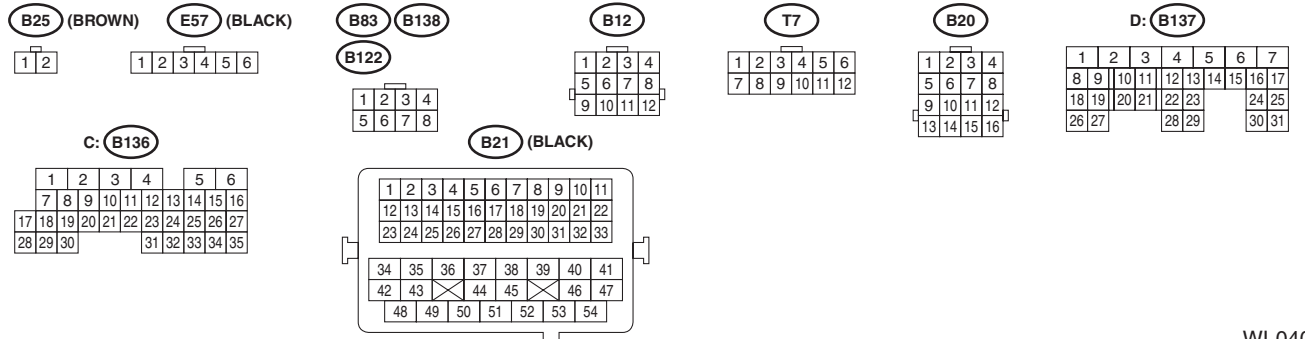 B25 (BROWN) E57 (BLACK) B83 B138 B12 T7 B20 D: B137
B122
1 2
1 2 3 4 5 6
1 2 3 4
5 6 7 8
1 2 3 4
5 6 7 8
9 10 11 12
1 2 3 4 5 6
7 8 9 10 11 12
1 2 3 4
5 6 7 8
9 10 11 12
13 14 15 16
1 2 3 4 5 6 7
8 9 10 11 12 13 14 15 16 17
18 19 20 21 22 23 24 25
26 27 28 29 30 31
C: B136
1 2 3 4 5 6
7 8 9 10 11 12 13 14 15 16
17 18 19 20 21 22 23 24 25 26 27
28 29 30 31 32 33 34 35
B21 (BLACK)
1 2 3 4 5 6 7 8 9 10 11
12 13 14 15 16 17 18 19 20 21 22
23 24 25 26 27 28 29 30 31 32 33
34 35 36 37 38 39 40 41
42 43 44 45 46 47
48 49 50 51 52 53 54